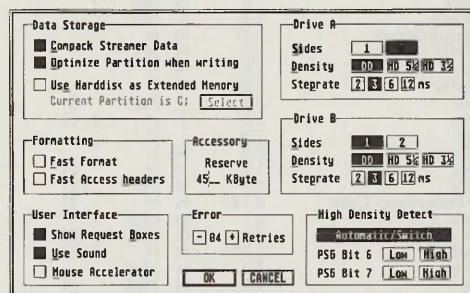 Data Storage
Compack Streamer Data
Optimize Partition when writing
Use Harddisc as Extended Memory
Current Partition is C: Select
Drive A
Sides 1 2
Density DD HD 5¼ HD 3½
Steprate 2 3 6 12 ms
Formatting
Fast Format
Fast Access headers
Accessory
Reserve
45__ KByte
Drive B
Sides 1 2
Density DD HD 5¼ HD 3½
Steprate 2 3 6 12 ms
User Interface
Show Request Boxes
Use Sound
Mouse Accelerator
Error
- 04 + Retries
High Density Detect
Automatic/Switch
PSG Bit 6 Low High
PSG Bit 7 Low High
OK CANCEL